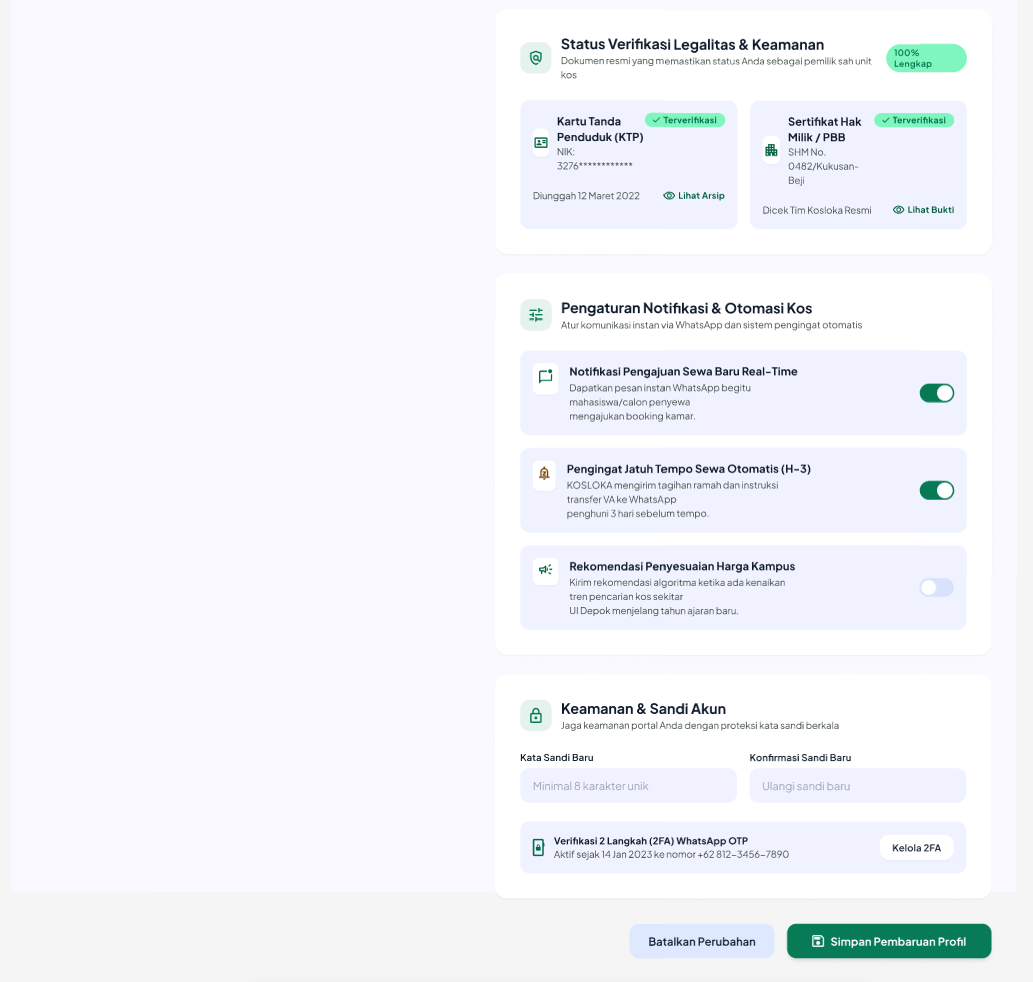 Status Verifikasi Legalitas & Keamanan
Dokumen resmi yang memastikan status Anda sebagai pemilik sah unit
kos
100%
Lengkap
Kartu Tanda
Penduduk (KTP)
Terverifikasi
NIK:
3276************
Diunggah 12 Maret 2022
Lihat Arsip
Sertifikat Hak
Milik / PBB
Terverifikasi
SHM No.
0482/Kukusan-
Beji
Dicek Tim Kosloka Resmi
Lihat Bukti
Pengaturan Notifikasi & Otomasi Kos
Atur komunikasi instan via WhatsApp dan sistem pengingat otomatis
Notifikasi Pengajuan Sewa Baru Real-Time
Dapatkan pesan instan WhatsApp begitu
mahasiswa/calon penyewa
mengajukan booking kamar.
Pengingat Jatuh Tempo Sewa Otomatis (H-3)
KOSLOKA mengirim tagihan ramah dan instruksi
transfer VA ke WhatsApp
penghuni 3 hari sebelum tempo.
Rekomendasi Penyesuaian Harga Kampus
Kirim rekomendasi algoritma ketika ada kenaikan
tren pencarian kos sekitar
UI Depok menjelang tahun ajaran baru.
Keamanan & Sandi Akun
Jaga keamanan portal Anda dengan proteksi kata sandi berkala
Kata Sandi Baru
Minimal 8 karakter unik
Konfirmasi Sandi Baru
Ulangi sandi baru
Verifikasi 2 Langkah (2FA) WhatsApp OTP
Aktif sejak 14 Jan 2023 ke nomor +62 812-3456-7890
Kelola 2FA
Batalkan Perubahan
Simpan Pembaruan Profil